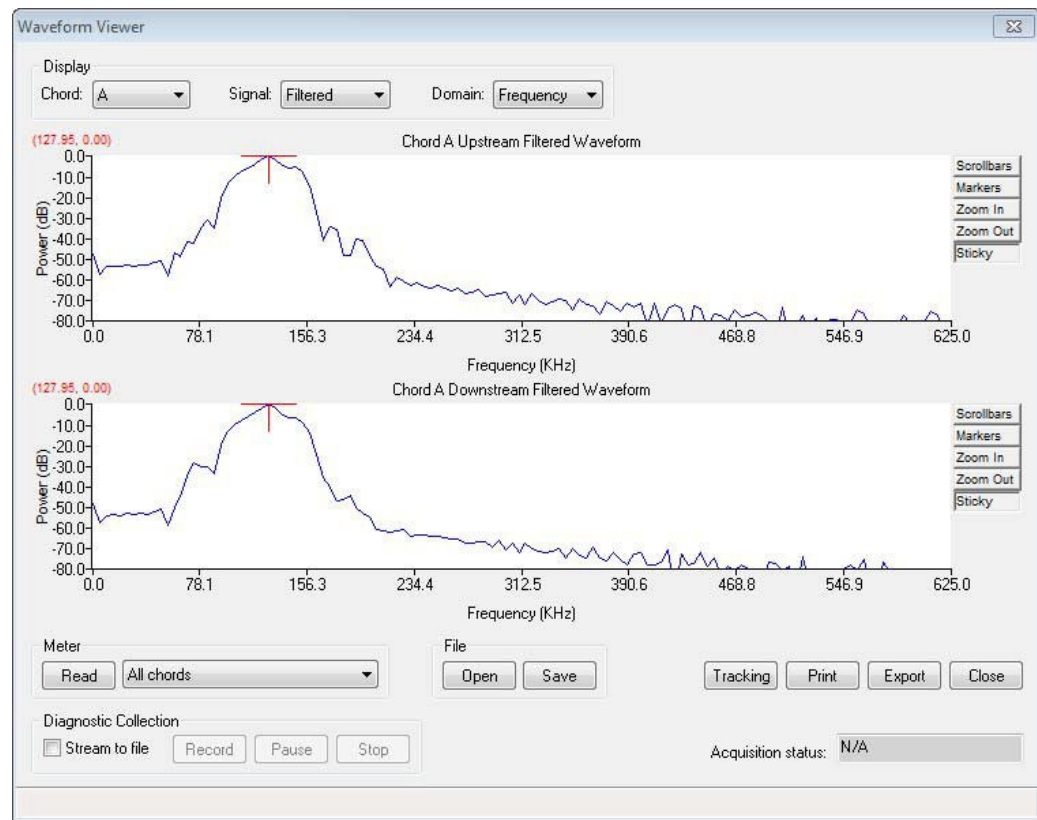 Waveform Viewer
Display
Chord: A Signal: Filtered Domain: Frequency
(127.95, 0.00) Chord A Upstream Filtered Waveform
Power (dB)
0.0
-10.0
-20.0
-30.0
-40.0
-50.0
-60.0
-70.0
-80.0
0.0 78.1 156.3 234.4 312.5 390.6 468.8 546.9 625.0
Frequency (KHz)
Scrollbars
Markers
Zoom In
Zoom Out
Sticky
(127.95, 0.00) Chord A Downstream Filtered Waveform
Power (dB)
0.0
-10.0
-20.0
-30.0
-40.0
-50.0
-60.0
-70.0
-80.0
0.0 78.1 156.3 234.4 312.5 390.6 468.8 546.9 625.0
Frequency (KHz)
Scrollbars
Markers
Zoom In
Zoom Out
Sticky
Meter
Read All chords
File
Open Save
Tracking Print Export Close
Diagnostic Collection
Stream to file Record Pause Stop
Acquisition status: N/A